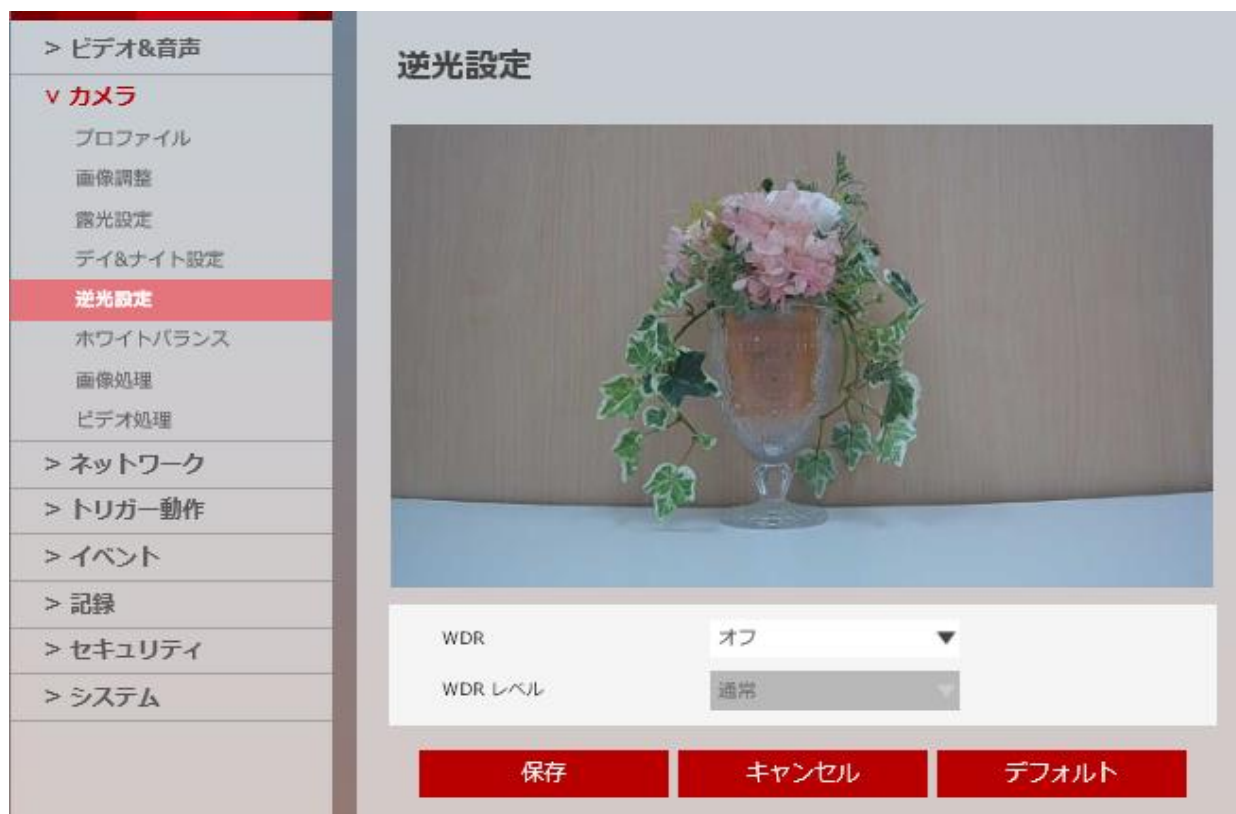 > ビデオ&音声
v カメラ
プロファイル
画像調整
露光設定
デイ&ナイト設定
逆光設定
ホワイトバランス
画像処理
ビデオ処理
> ネットワーク
> トリガー動作
> イベント
> 記録
> セキュリティ
> システム
逆光設定
WDR オフ
WDR レベル 通常
保存 キャンセル デフォルト